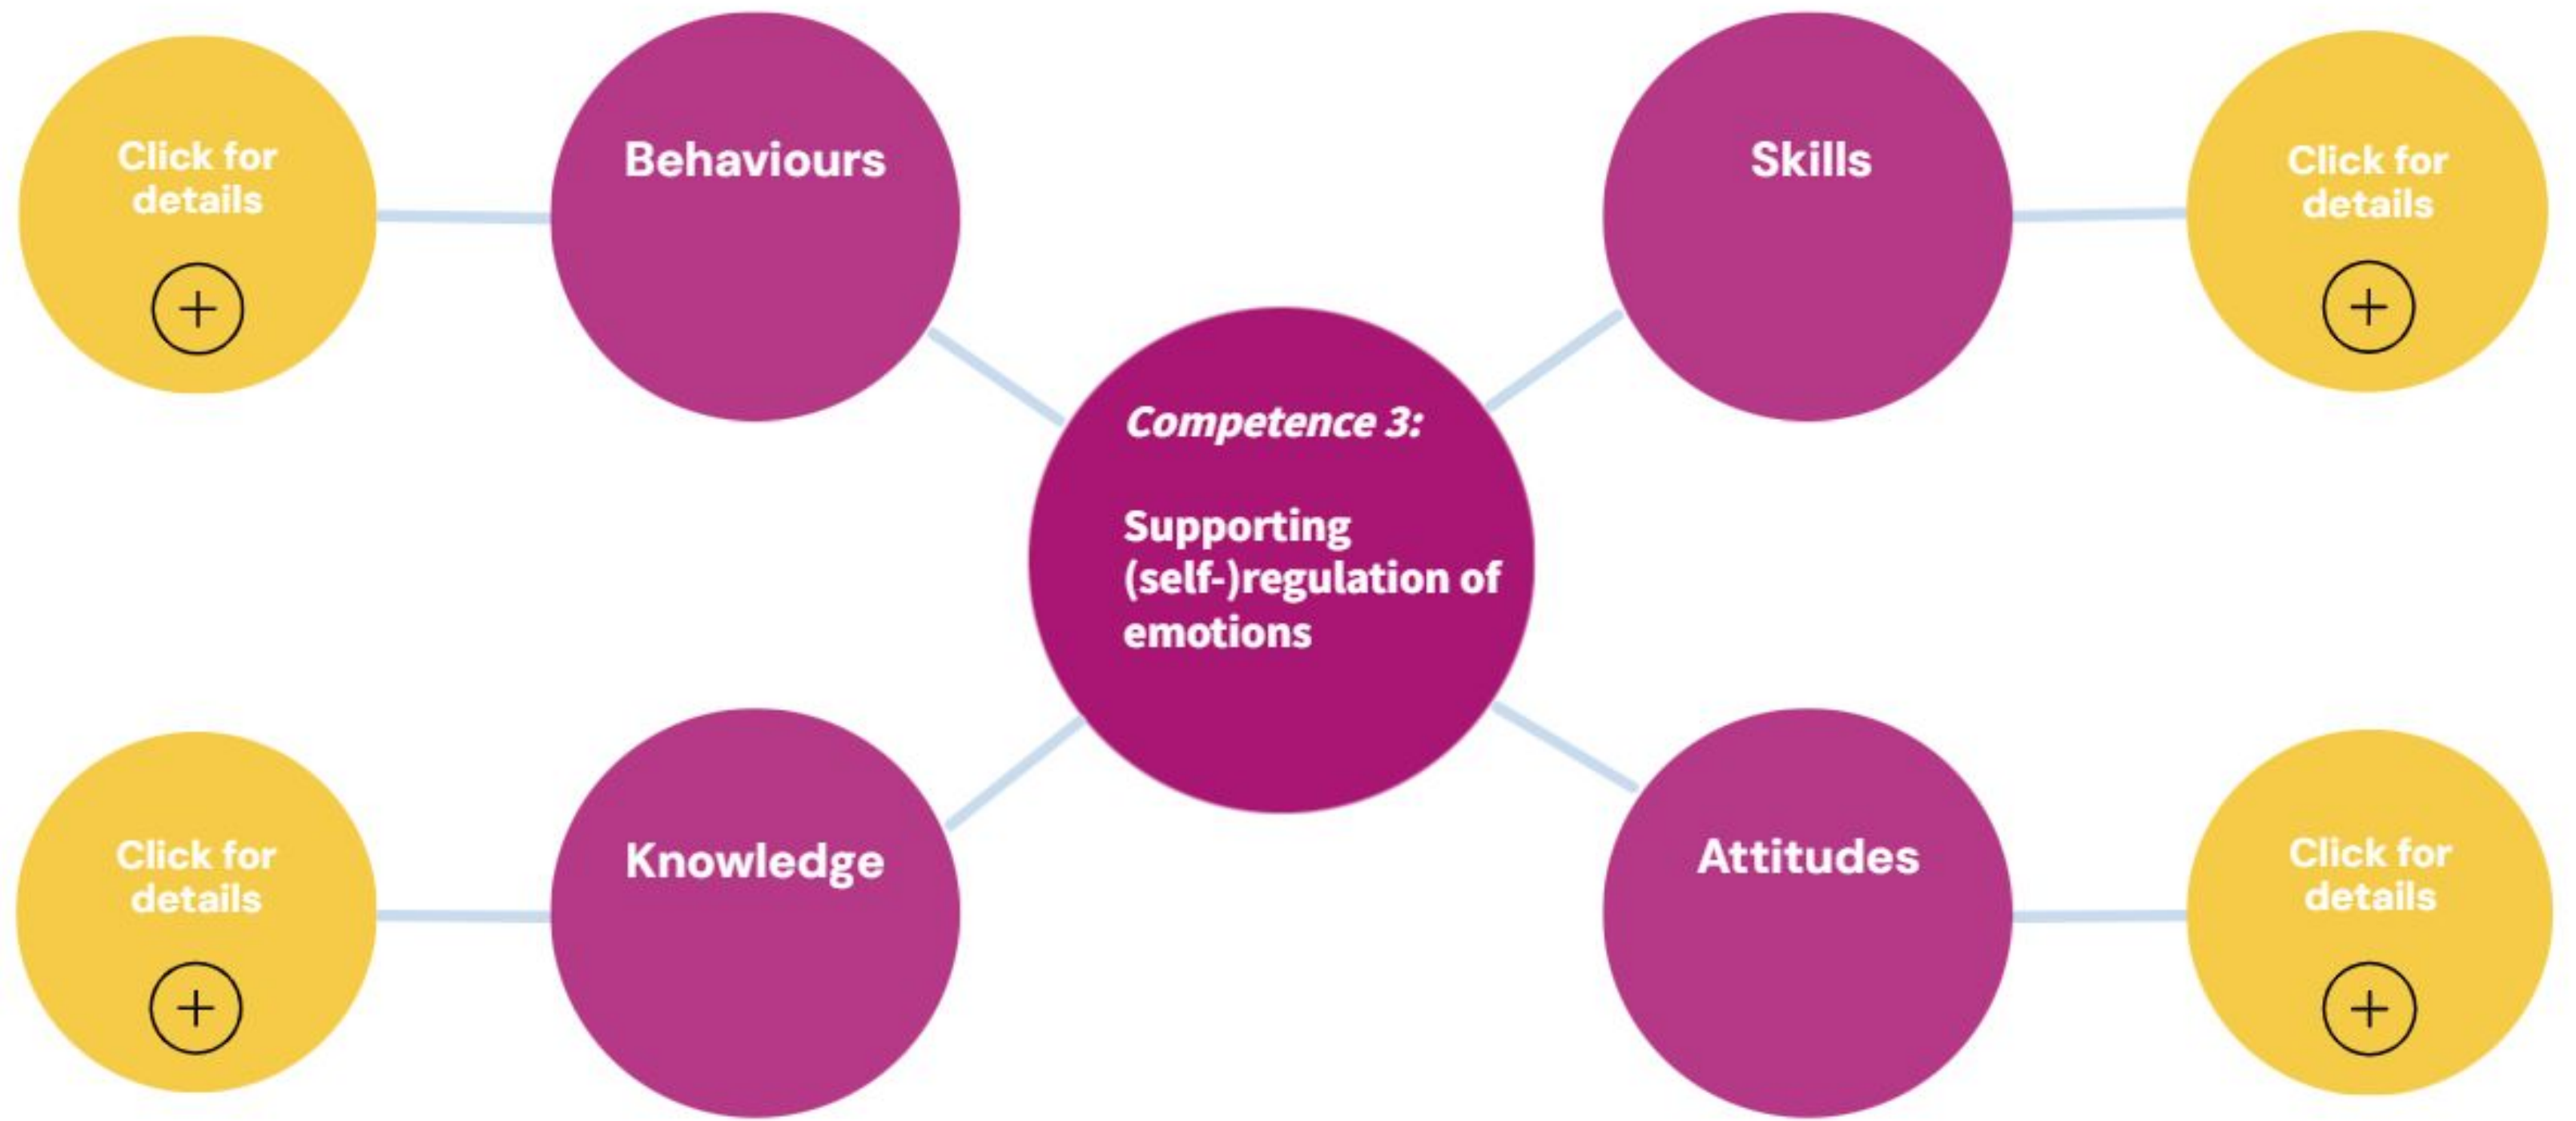 Click for
details
Behaviours
Skills
Click for
details
Competence 3:
Supporting
(self-)regulation of
emotions
Click for
details
Knowledge
Attitudes
Click for
details